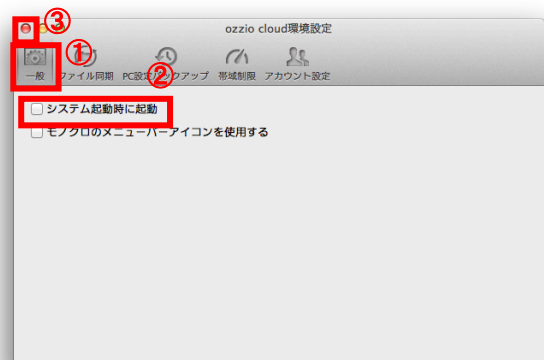 ③
ozzio cloud環境設定
①
②
一般 ファイル同期 PC設定バックアップ 帯域制限 アカウント設定
システム起動時に起動
モノクロのメニューバーアイコンを使用する